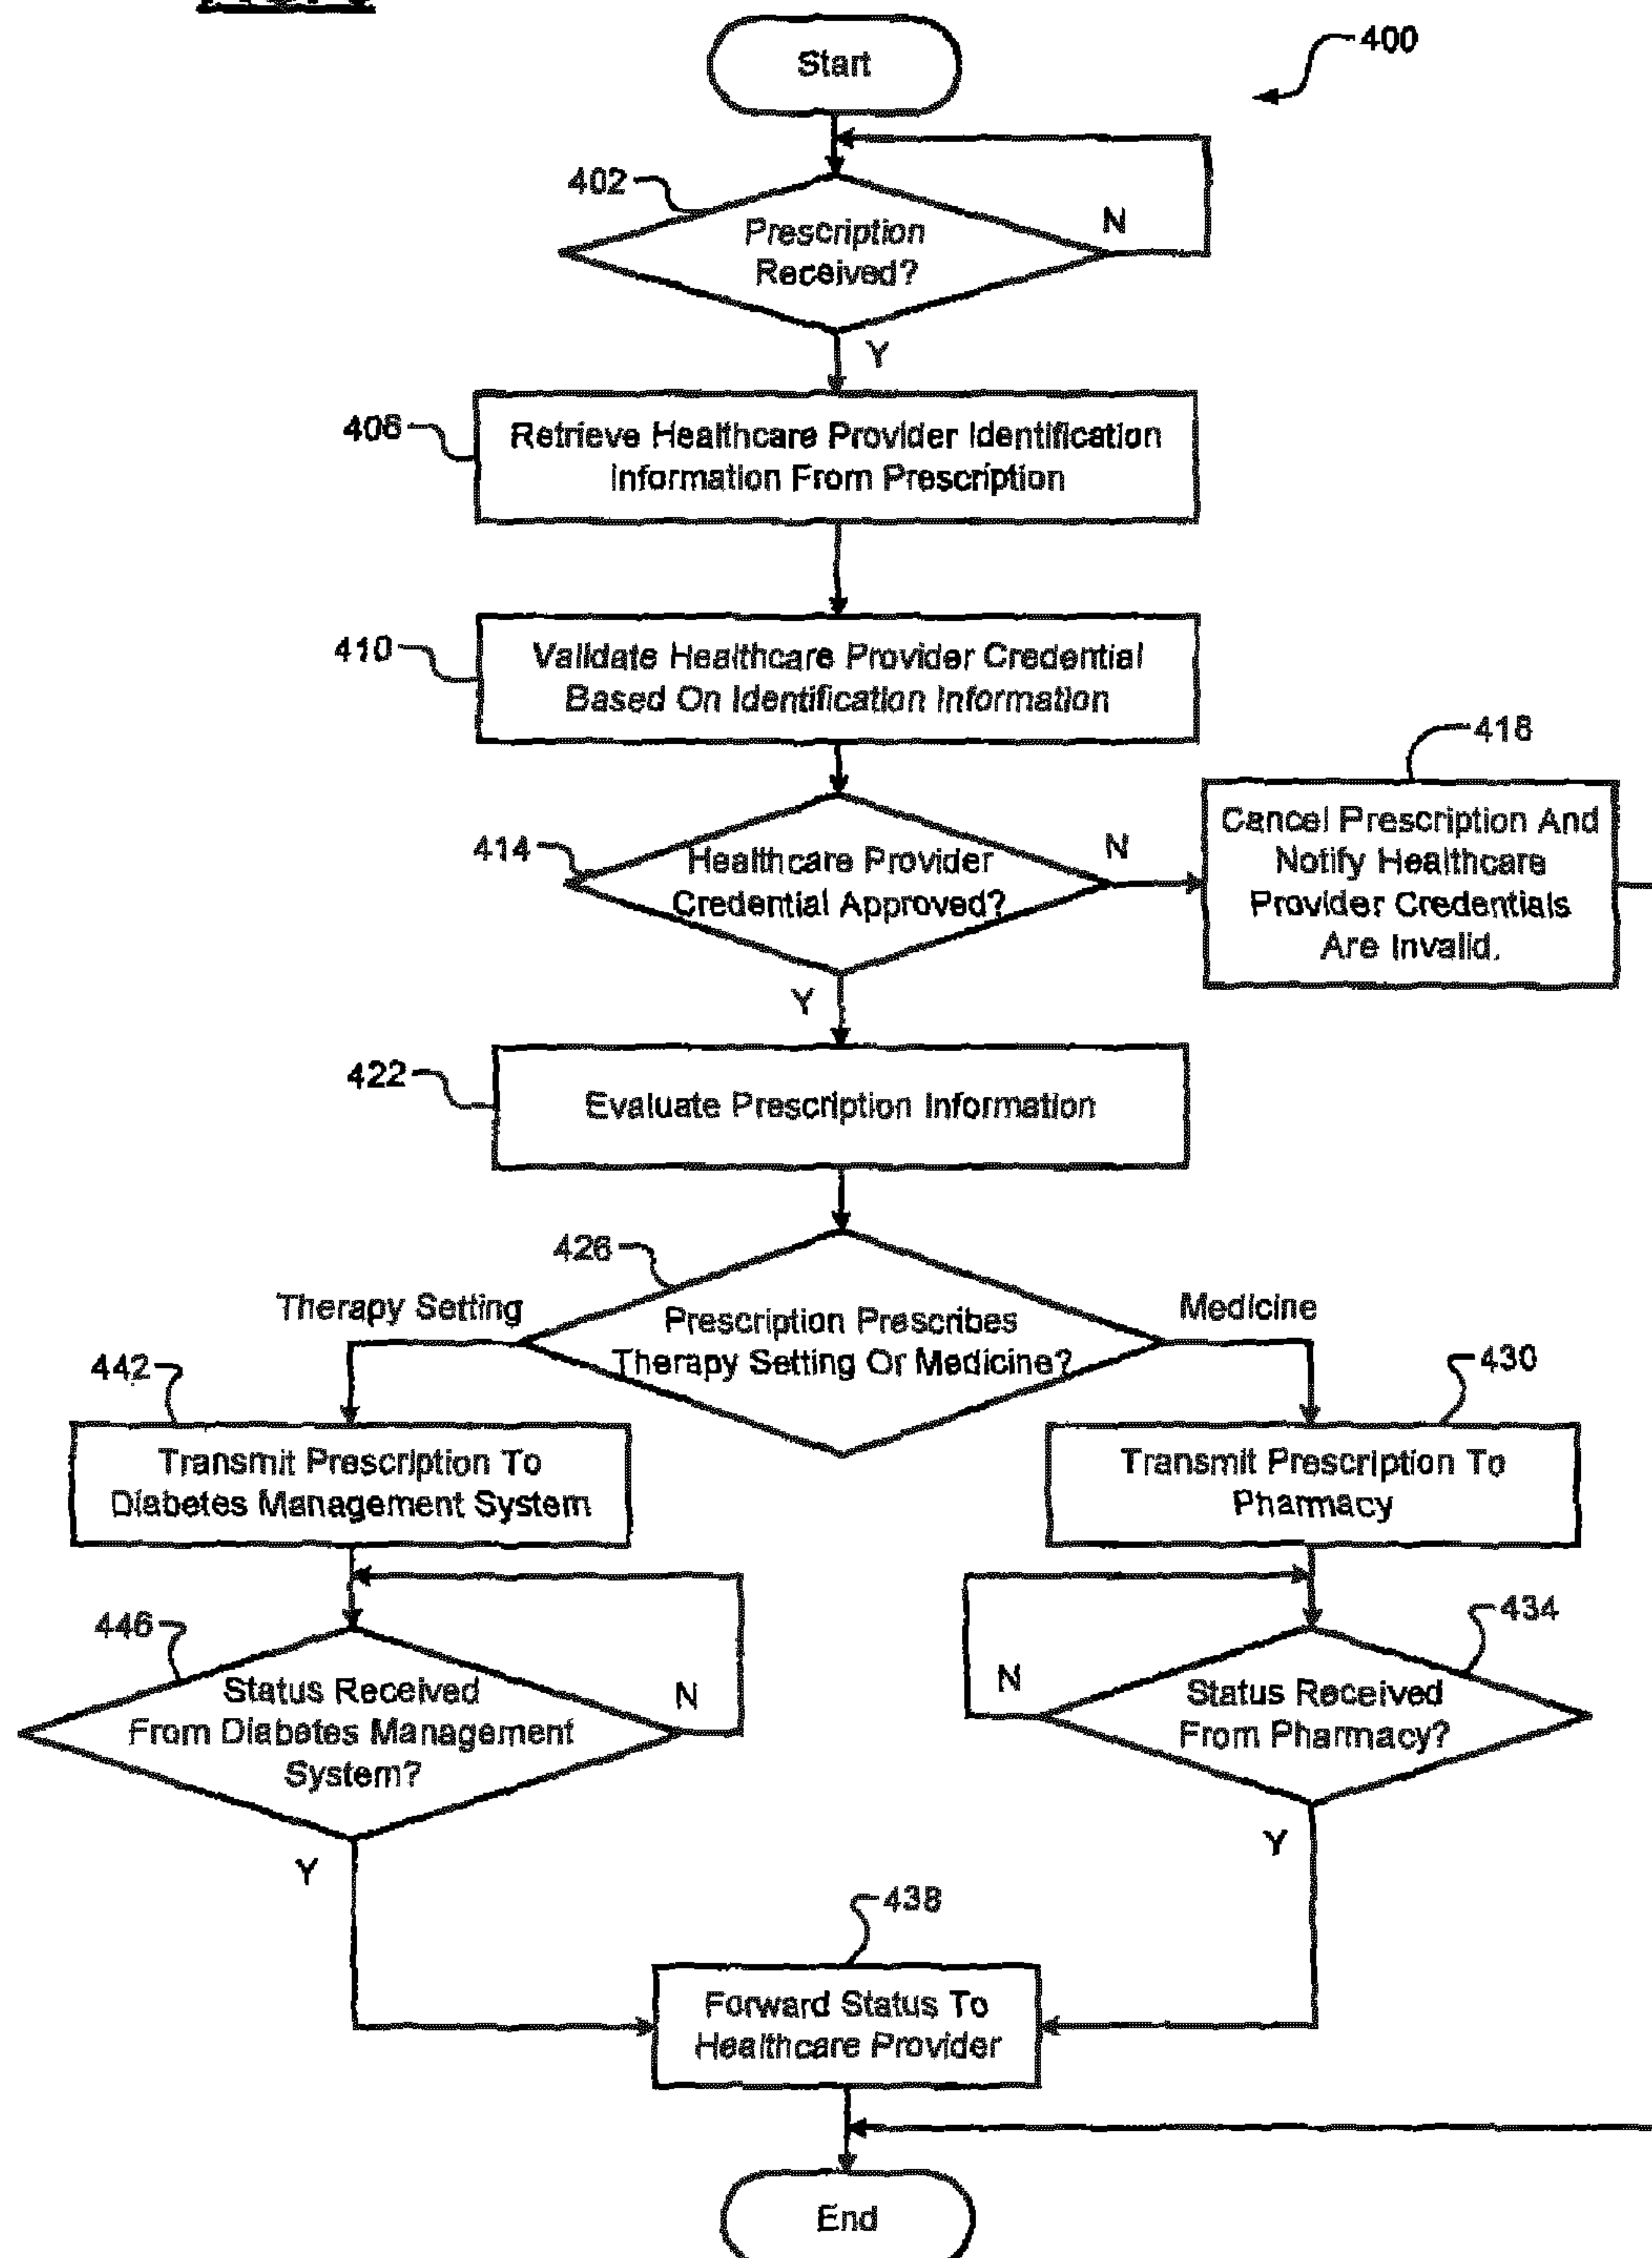 Start
400
402
Prescription
Received?
N
Y
406
Retrieve Healthcare Provider Identification
Information From Prescription
410
Validate Healthcare Provider Credential
Based On Identification Information
418
414
Healthcare Provider
Credential Approved?
N
Cancel Prescription And
Notify Healthcare
Provider Credentials
Are Invalid.
Y
422
Evaluate Prescription Information
426
Therapy Setting
Prescription Prescribes
Therapy Setting Or Medicine?
Medicine
442
430
Transmit Prescription To
Diabetes Management System
Transmit Prescription To
Pharmacy
446
434
Status Received
From Diabetes Management
System?
N
N
Status Received
From Pharmacy?
Y
Y
438
Forward Status To
Healthcare Provider
End